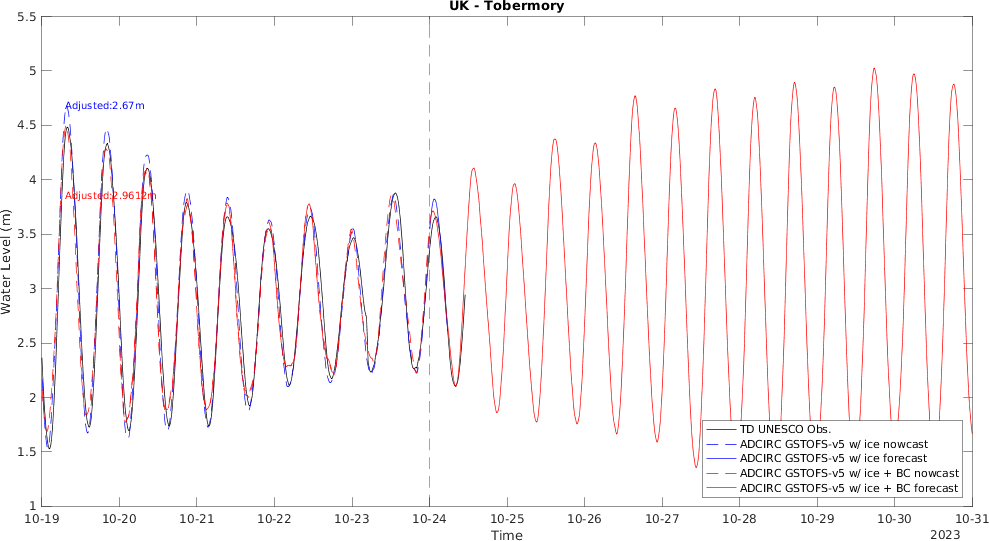 UK - Tobermory
5.5
5
4.5
4
3.5
3
2.5
2
1.5
1
Water Level (m)
Adjusted:2.67m
Adjusted:2.9612m
TD UNESCO Obs.
ADCIRC GSTOFS-v5 w/ ice nowcast
ADCIRC GSTOFS-v5 w/ ice forecast
ADCIRC GSTOFS-v5 w/ ice + BC nowcast
ADCIRC GSTOFS-v5 w/ ice + BC forecast
10-19 10-20 10-21 10-22 10-23 10-24 10-25 10-26 10-27 10-28 10-29 10-30 10-31
Time
2023